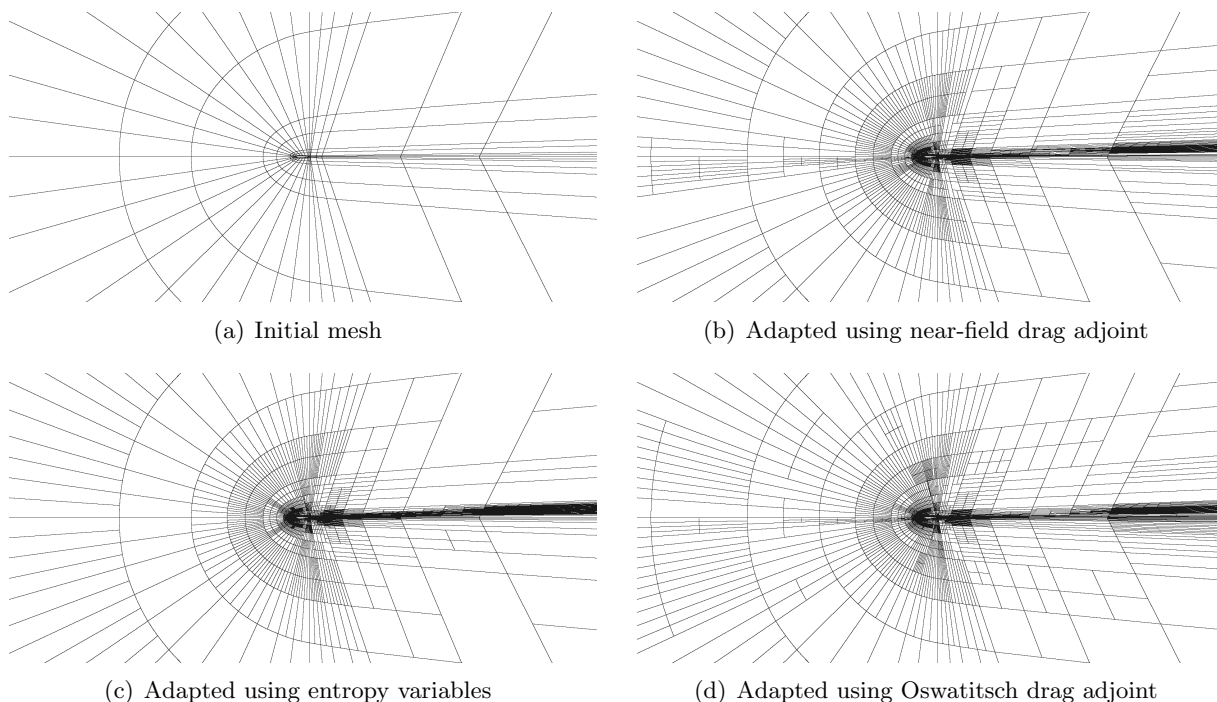 (a) Initial mesh
(b) Adapted using near-field drag adjoint
(c) Adapted using entropy variables
(d) Adapted using Oswatitsch drag adjoint